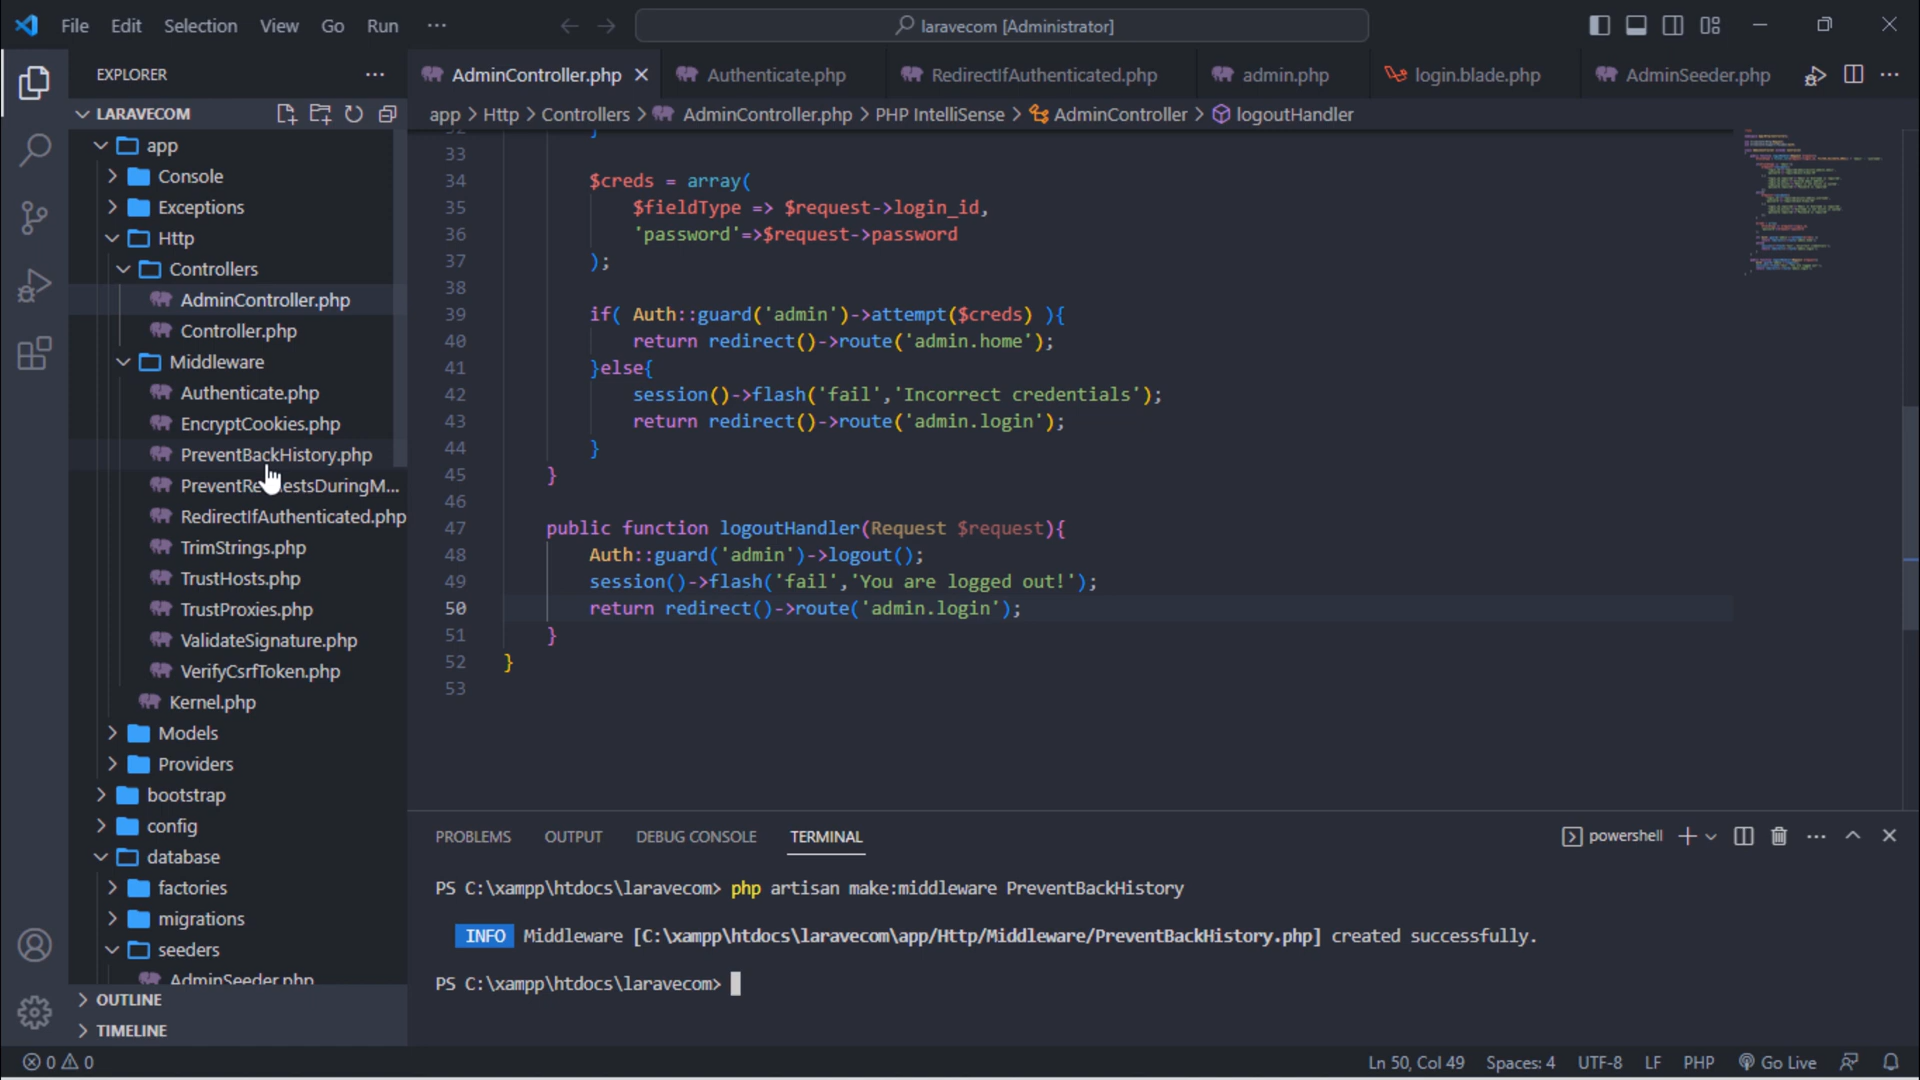 File Edit Selection View Go Run ···
laravecom [Administrator]
EXPLORER
LARAVECOM
app
Console
Exceptions
Http
Controllers
AdminController.php
Controller.php
Middleware
Authenticate.php
EncryptCookies.php
PreventBackHistory.php
RedirectIfAuthenticated.php
TrimStrings.php
TrustHosts.php
TrustProxies.php
ValidateSignature.php
VerifyCsrfToken.php
Kernel.php
Models
Providers
bootstrap
config
database
factories
migrations
seeders
AdminSeeder.php
OUTLINE
TIMELINE
AdminController.php Authenticate.php RedirectIfAuthenticated.php admin.php login.blade.php AdminSeeder.php
app > Http > Controllers > AdminController.php > PHP IntelliSense > AdminController > logoutHandler
32 }
33
34 $creds = array(
35 $fieldType => $request->login_id,
36 'password'=>$request->password
37 );
38
39 if( Auth::guard('admin')->attempt($creds) ){
40 return redirect()->route('admin.home');
41 }else{
42 session()->flash('fail','Incorrect credentials');
43 return redirect()->route('admin.login');
44 }
45 }
46
47 public function logoutHandler(Request $request){
48 Auth::guard('admin')->logout();
49 session()->flash('fail','You are logged out!');
50 return redirect()->route('admin.login');
51 }
52 }
53
PROBLEMS OUTPUT DEBUG CONSOLE TERMINAL
powershell
PS C:\xampp\htdocs\laravecom> php artisan make:middleware PreventBackHistory
INFO Middleware [C:\xampp\htdocs\laravecom\app/Http/Middleware/PreventBackHistory.php] created successfully.
PS C:\xampp\htdocs\laravecom>
0 0
Ln 50, Col 49 Spaces: 4 UTF-8 LF PHP Go Live